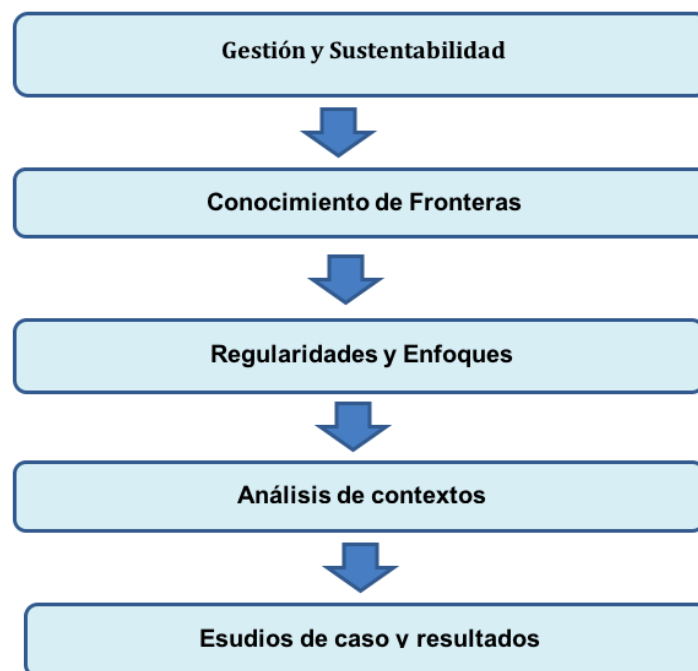 Gestión y Sustentabilidad
Conocimiento de Fronteras
Regularidades y Enfoques
Análisis de contextos
Esudios de caso y resultados